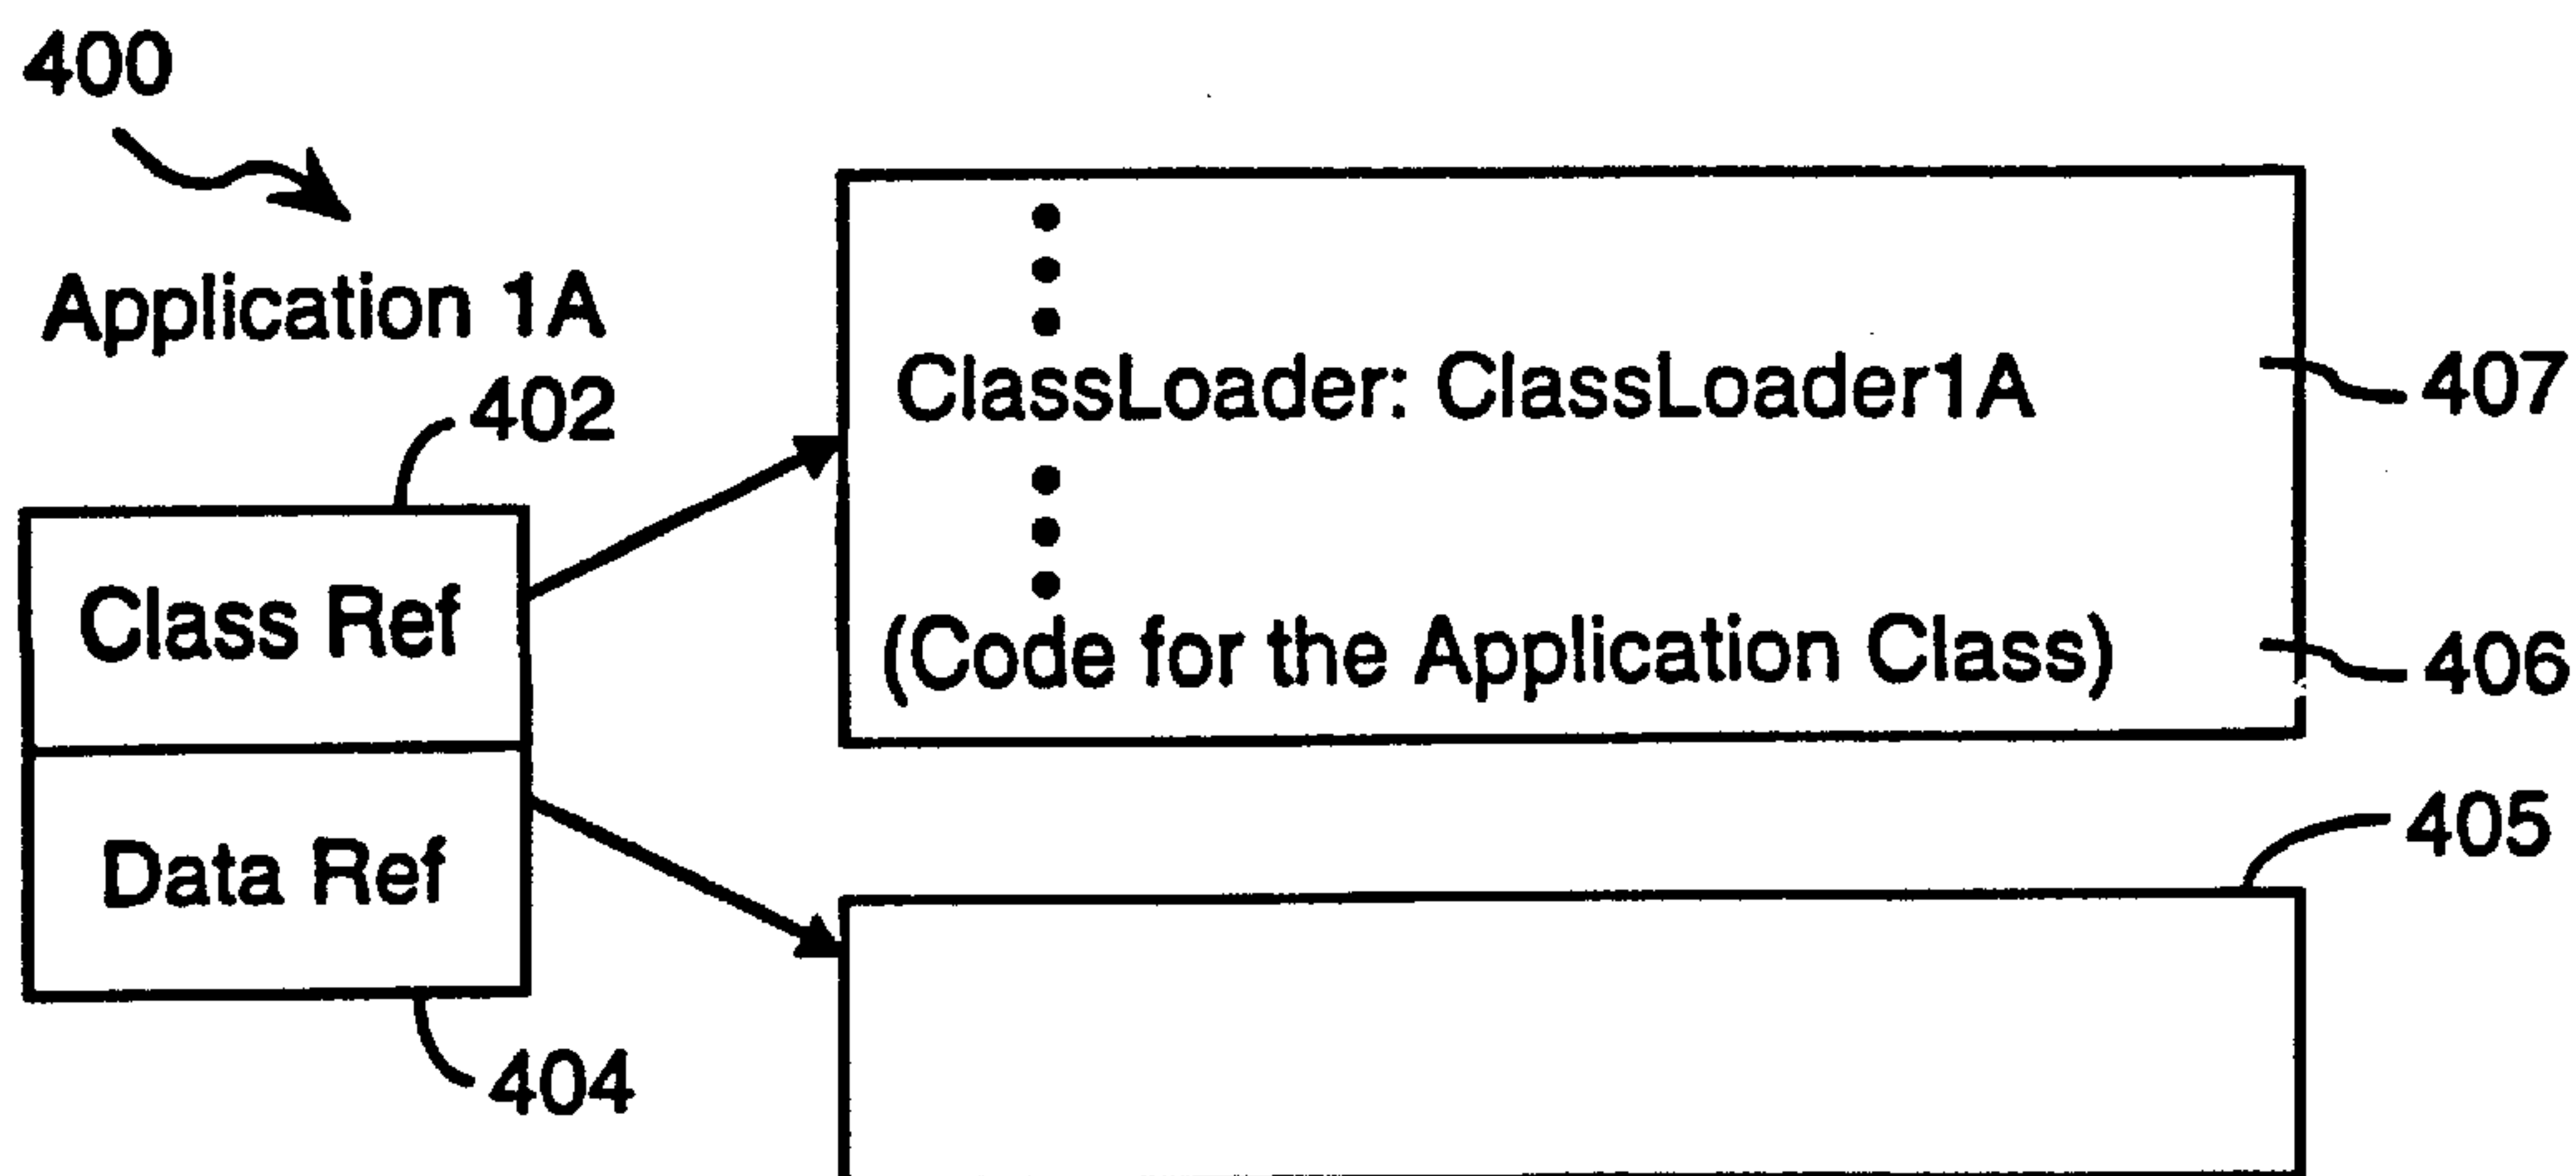 400
Application 1A
402
Class Ref
Data Ref
404
ClassLoader: ClassLoader1A
407
(Code for the Application Class)
406
405